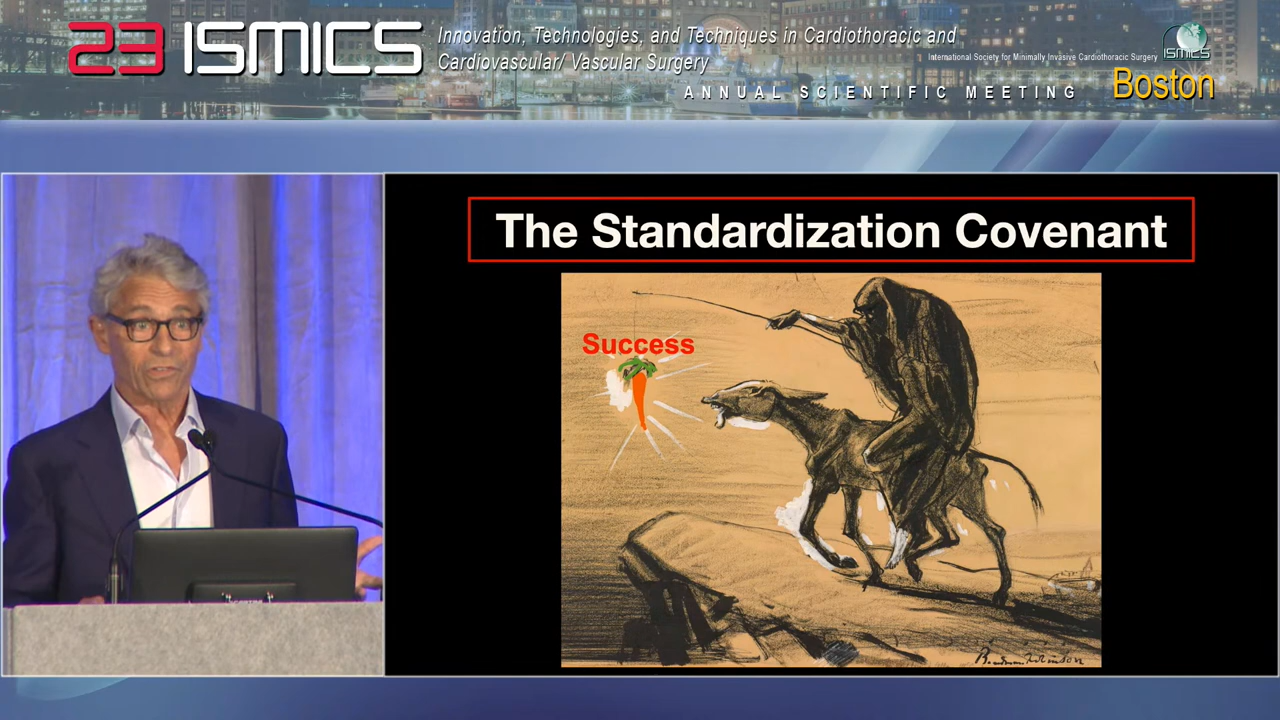 23 ISMICS
Innovation, Technologies, and Techniques in Cardiothoracic and
Cardiovascular/ Vascular Surgery
International Society for Minimally Invasive Cardiothoracic Surgery
ISMICS
ANNUAL SCIENTIFIC MEETING
Boston
The Standardization Covenant
Success